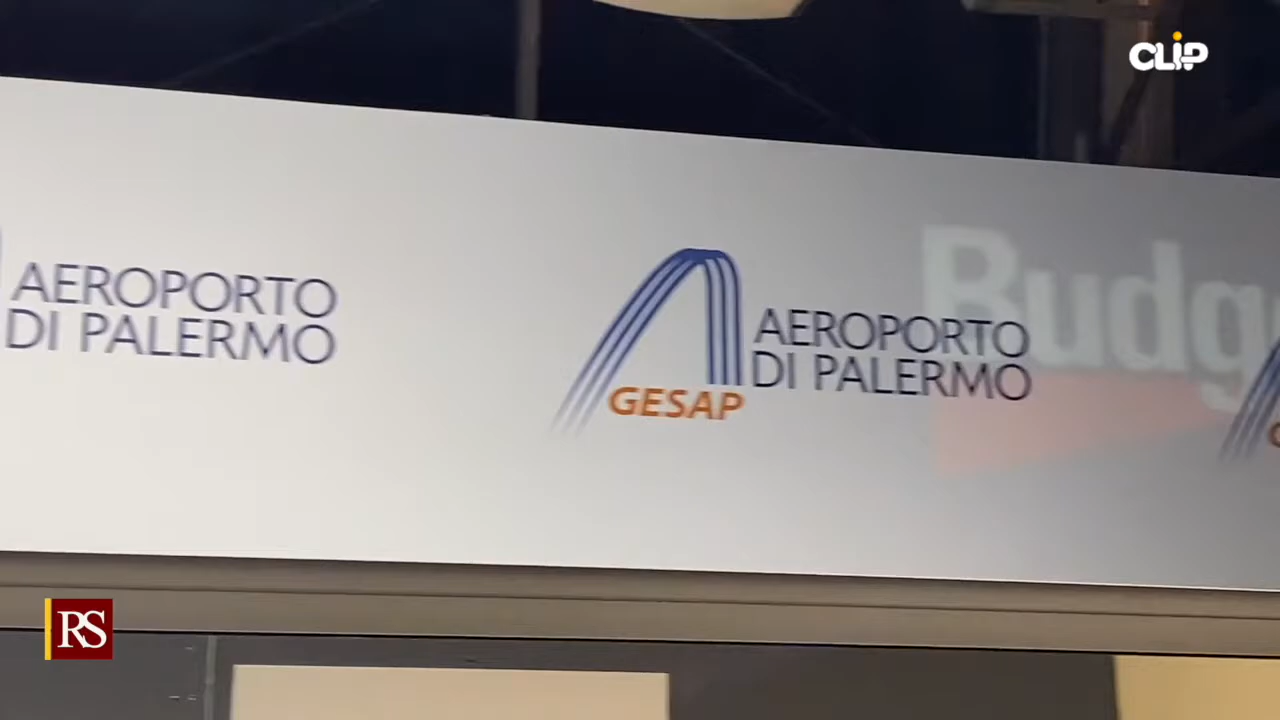 CLIP
AEROPORTO
DI PALERMO
AEROPORTO
DI PALERMO
GESAP
RS